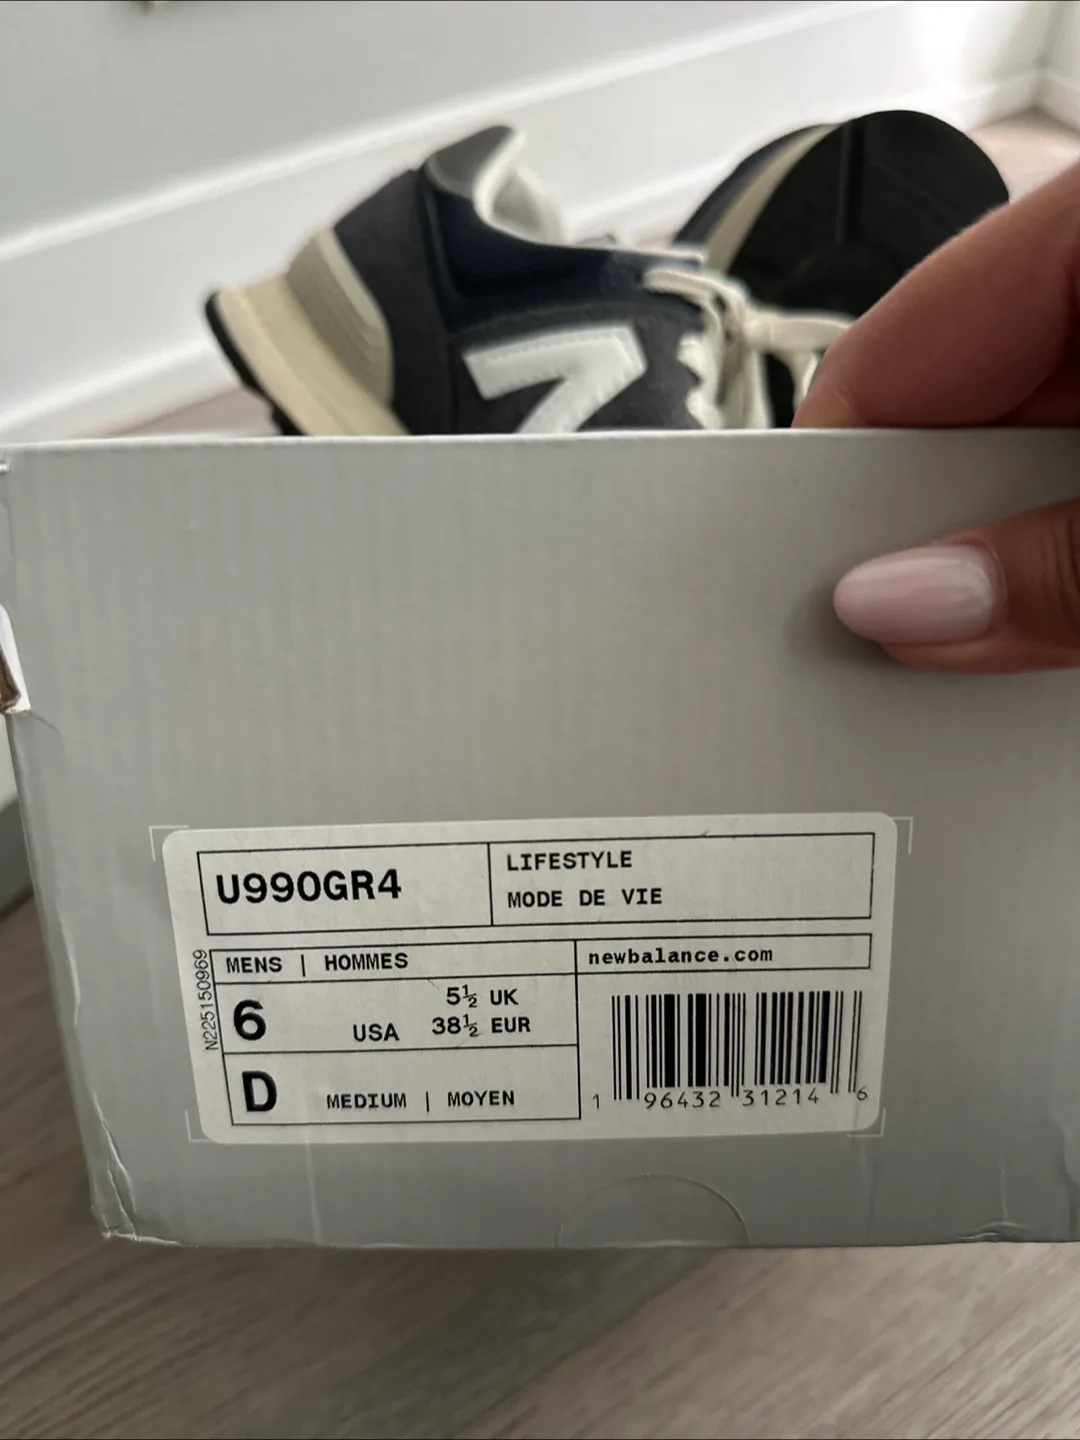 N
U990GR4
LIFESTYLE
MODE DE VIE
MENS | HOMMES
newbalance.com
6 USA 5½ UK
38½ EUR
D MEDIUM | MOYEN
N225150969
1 96432 31214 6